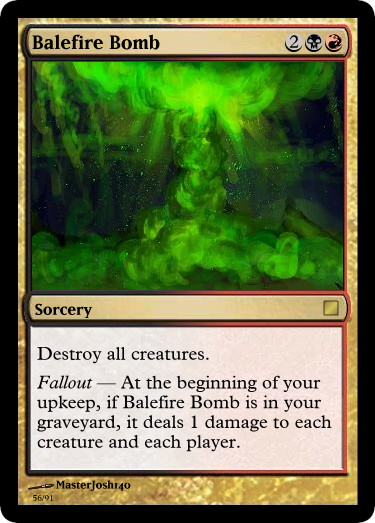 Balefire Bomb 2
Sorcery
Destroy all creatures.
Fallout — At the beginning of your
upkeep, if Balefire Bomb is in your
graveyard, it deals 1 damage to each
creature and each player.
MasterJosh140
56/91